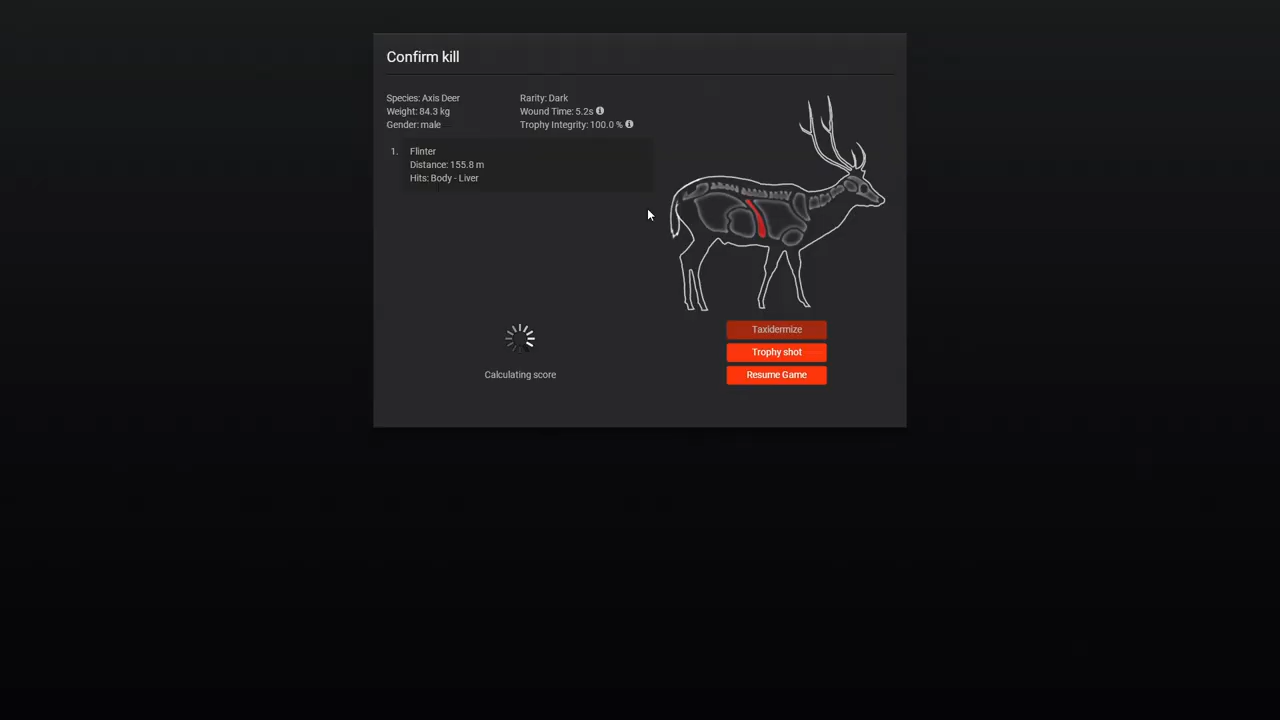 Confirm kill
Species: Axis Deer
Weight: 84.3 kg
Gender: male
Rarity: Dark
Wound Time: 5.2s
Trophy Integrity: 100.0 %
1.
Flinter
Distance: 155.8 m
Hits: Body - Liver
Calculating score
Taxidermize
Trophy shot
Resume Game